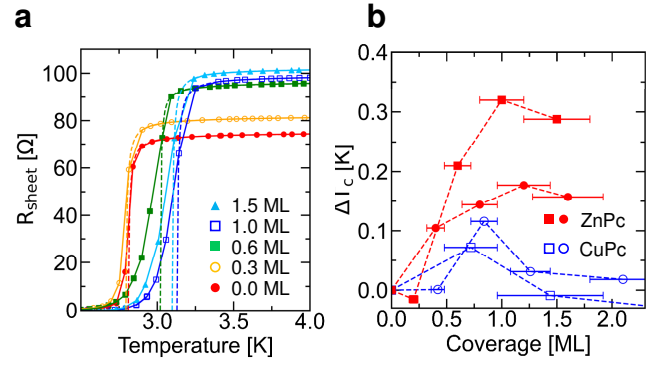 a
b
R_sheet [Ω]
100
80
60
40
20
0
3.0
3.5
4.0
Temperature [K]
1.5 ML
1.0 ML
0.6 ML
0.3 ML
0.0 ML
Δ T_c [K]
0.4
0.3
0.2
0.1
0.0
0.0
0.5
1.0
1.5
2.0
Coverage [ML]
ZnPc
CuPc